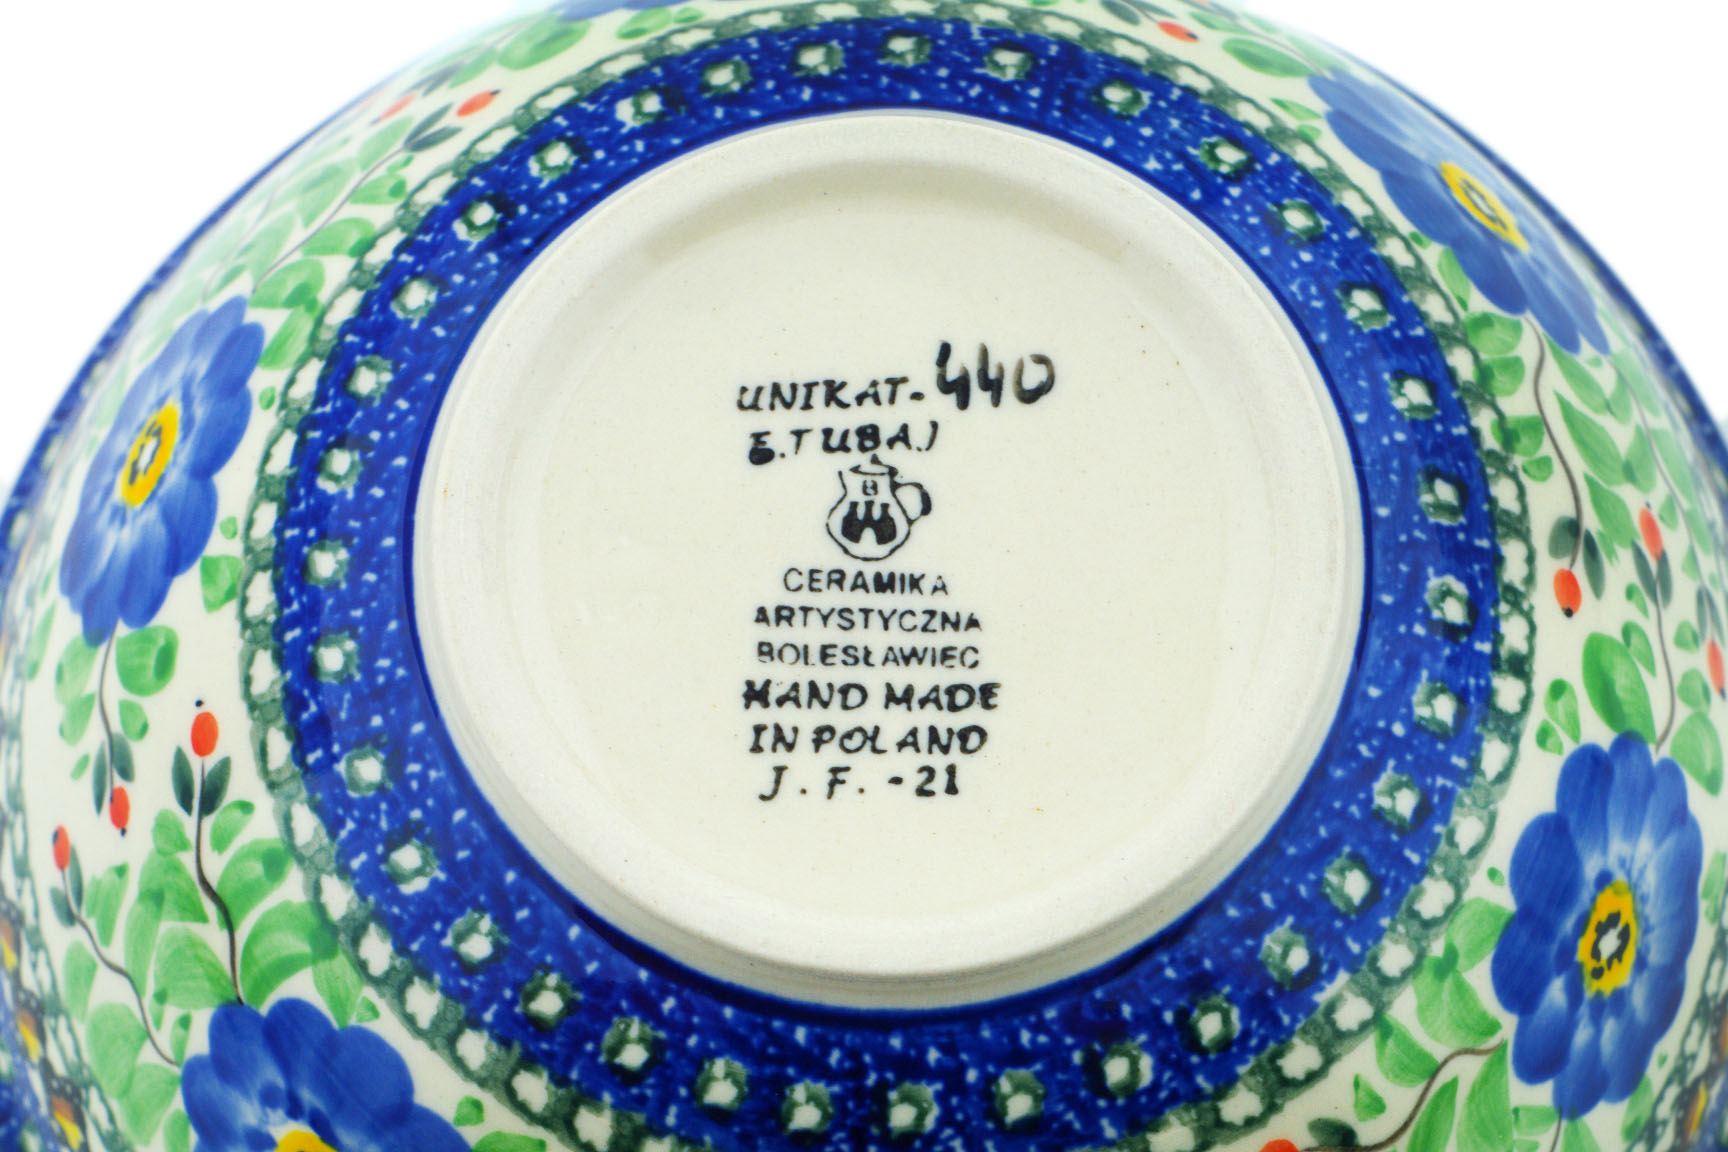 UNIKAT-440
E.TUBAJ
B
CERAMIKA
ARTYSTYCZNA
BOLESŁAWIEC
HAND MADE
IN POLAND
J.F.-21